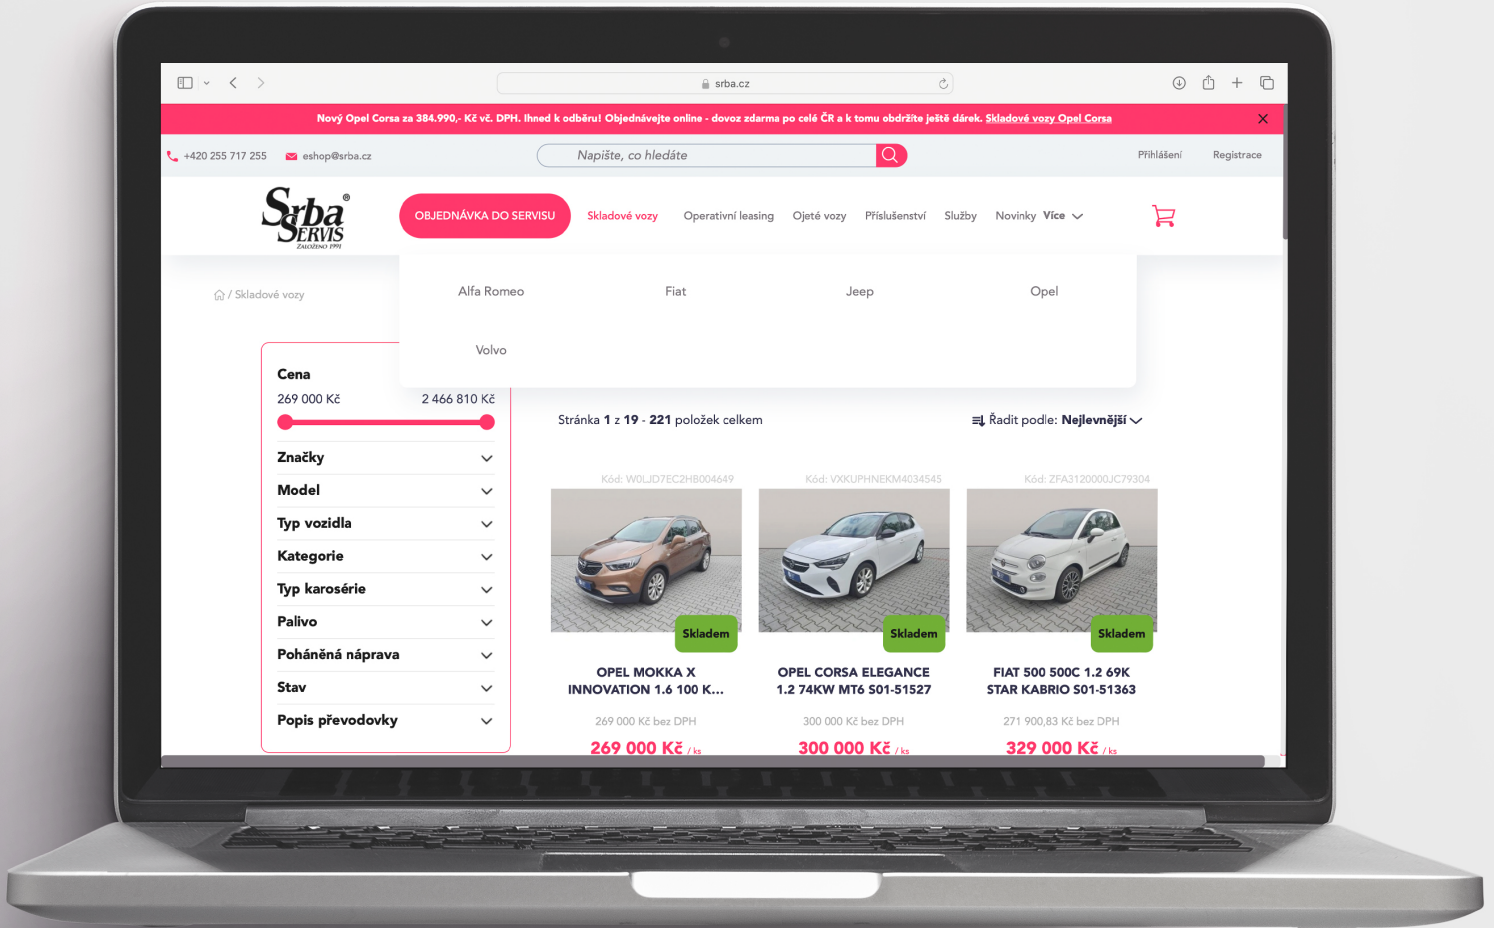 srba.cz
Nový Opel Corsa za 384.990,- Kč vč. DPH. Ihned k odběru! Objednávejte online - dovoz zdarma po celé ČR a k tomu obdržíte ještě dárek. Skladové vozy Opel Corsa
+420 255 717 255 eshop@srba.cz Napište, co hledáte Přihlášení Registrace
Srba®
SERVIS
ZALOŽENO 1991
OBJEDNÁVKA DO SERVISU Skladové vozy Operativní leasing Ojeté vozy Příslušenství Služby Novinky Více
Alfa Romeo Fiat Jeep Opel
Volvo
/ Skladové vozy
Cena
269 000 Kč 2 466 810 Kč
Značky
Model
Typ vozidla
Kategorie
Typ karosérie
Palivo
Poháněná náprava
Stav
Popis převodovky
Stránka 1 z 19 - 221 položek celkem
Řadit podle: Nejlevnější
Kód: W0LJD7EC2HB004649
Skladem
OPEL MOKKA X
INNOVATION 1.6 100 K...
269 000 Kč bez DPH
269 000 Kč / ks
Kód: VXKUPHNEKM4034545
Skladem
OPEL CORSA ELEGANCE
1.2 74KW MT6 S01-51527
300 000 Kč bez DPH
300 000 Kč / ks
Kód: ZFA3120000JC79304
Skladem
FIAT 500 500C 1.2 69K
STAR KABRIO S01-51363
271 900,83 Kč bez DPH
329 000 Kč / ks